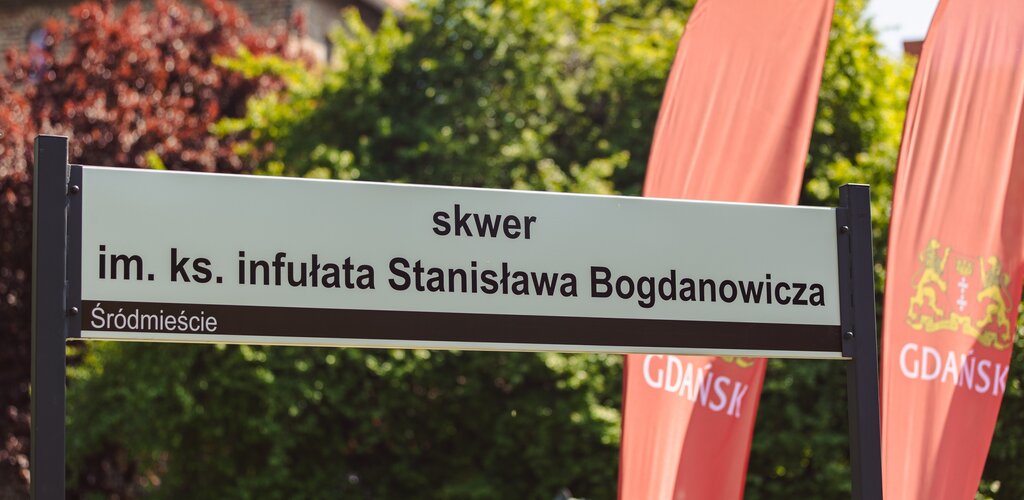 skwer
im. ks. infułata Stanisława Bogdanowicza
Śródmieście
GDAŃSK
GDAŃSK